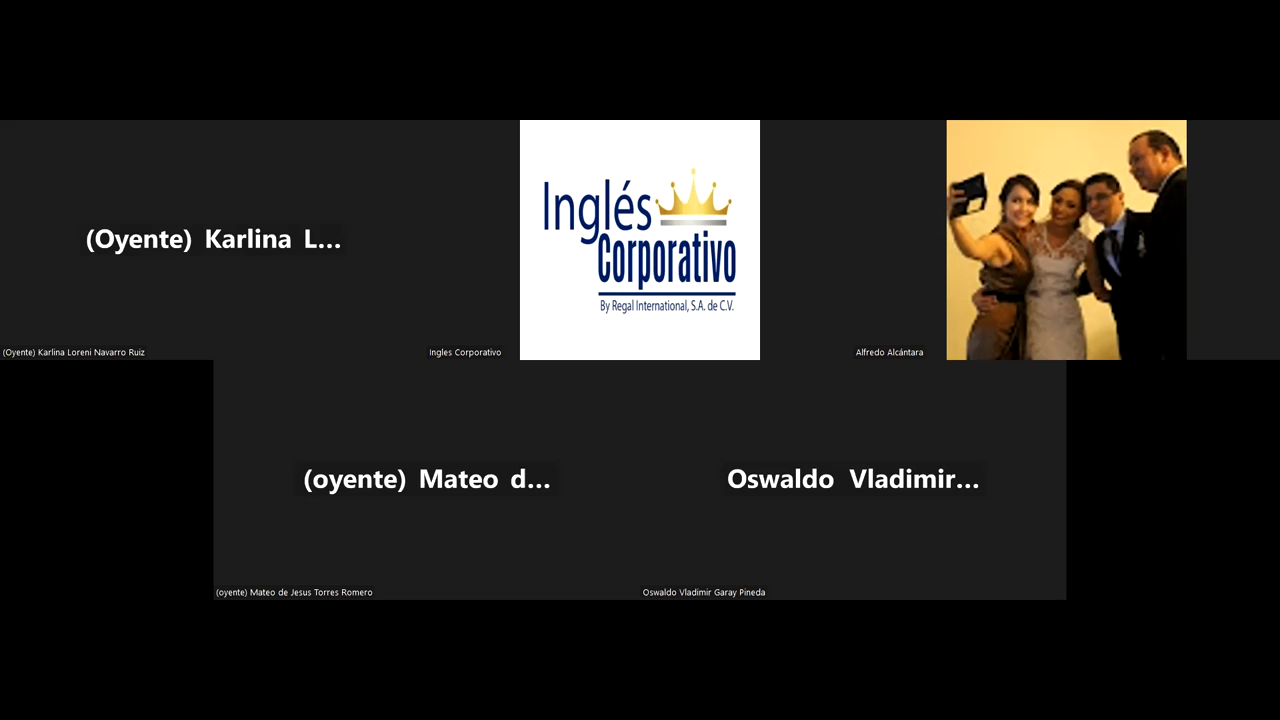 (Oyente) Karlina L...
(Oyente) Karlina Loreni Navarro Ruiz
Inglés
Corporativo
By Regal International, S.A. de C.V.
Ingles Corporativo
Alfredo Alcántara
(oyente) Mateo d...
(oyente) Mateo de Jesus Torres Romero
Oswaldo Vladimir...
Oswaldo Vladimir Garay Pineda